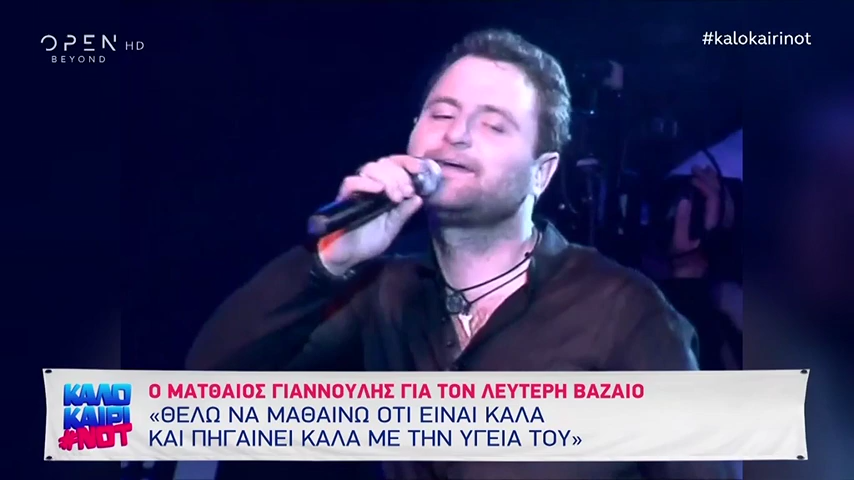 OPEN HD
BEYOND
#kalokairinot
ΚΑΛΟ
ΚΑΙΡΙ
#NOT
Ο ΜΑΤΘΑΙΟΣ ΓΙΑΝΝΟΥΛΗΣ ΓΙΑ ΤΟΝ ΛΕΥΤΕΡΗ ΒΑΖΑΙΟ
«ΘΕΛΩ ΝΑ ΜΑΘΑΙΝΩ ΟΤΙ ΕΙΝΑΙ ΚΑΛΑ
ΚΑΙ ΠΗΓΑΙΝΕΙ ΚΑΛΑ ΜΕ ΤΗΝ ΥΓΕΙΑ ΤΟΥ»